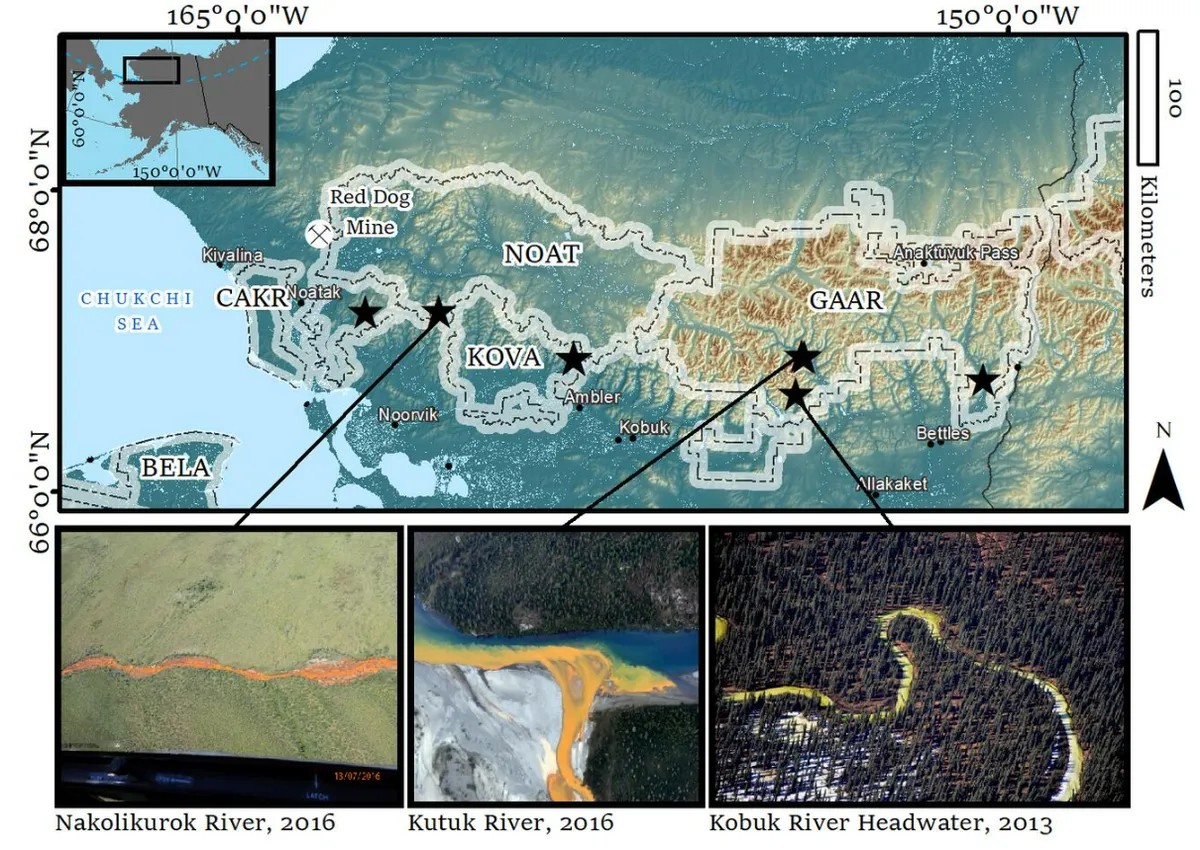 165°0'0"W
150°0'0"W
60°0'0"N
150°0'0"W
68°0'0"N
66°0'0"N
100
Kilometers
N
Red Dog
Mine
Kivalina
NOAT
Anaktuvuk Pass
CHUKCHI
SEA
CAKR
Noatak
GAAR
KOVA
Ambler
Noorvik
Kobuk
Bettles
BELA
Allakaket
13/07/2016
LATCH
Nakolikurok River, 2016
Kutuk River, 2016
Kobuk River Headwater, 2013